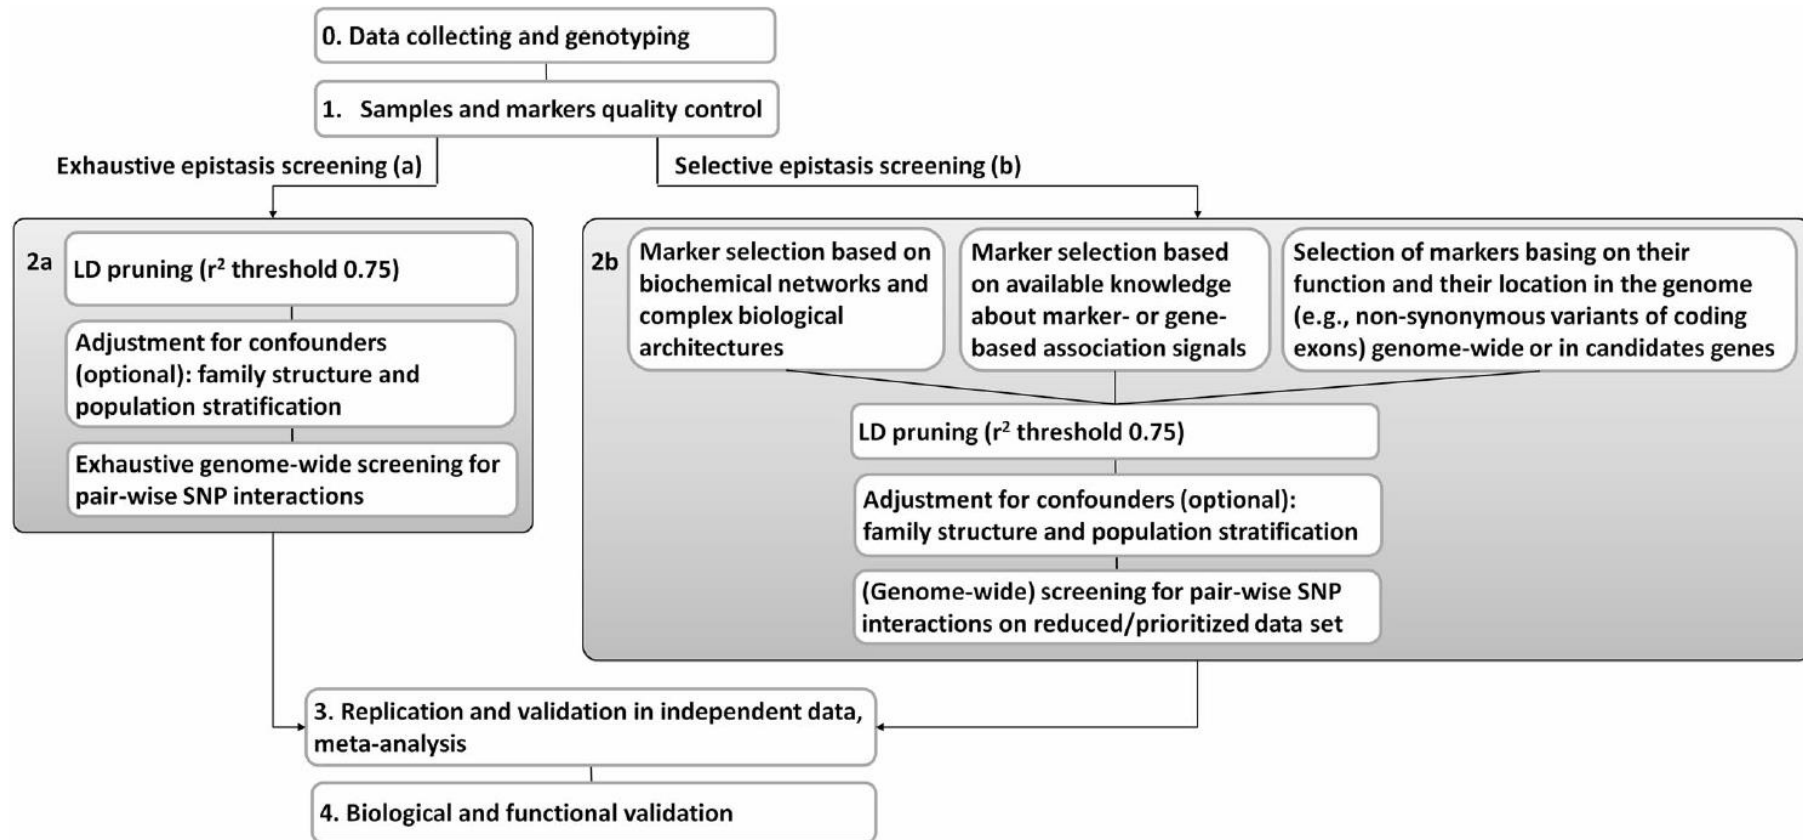 0. Data collecting and genotyping
1. Samples and markers quality control
Exhaustive epistasis screening (a)
Selective epistasis screening (b)
2a
LD pruning (r² threshold 0.75)
Adjustment for confounders
(optional): family structure and
population stratification
Exhaustive genome-wide screening for
pair-wise SNP interactions
2b
Marker selection based on
biochemical networks and
complex biological
architectures
Marker selection based
on available knowledge
about marker- or gene-
based association signals
Selection of markers basing on their
function and their location in the genome
(e.g., non-synonymous variants of coding
exons) genome-wide or in candidates genes
LD pruning (r² threshold 0.75)
Adjustment for confounders (optional):
family structure and population stratification
(Genome-wide) screening for pair-wise SNP
interactions on reduced/prioritized data set
3. Replication and validation in independent data,
meta-analysis
4. Biological and functional validation